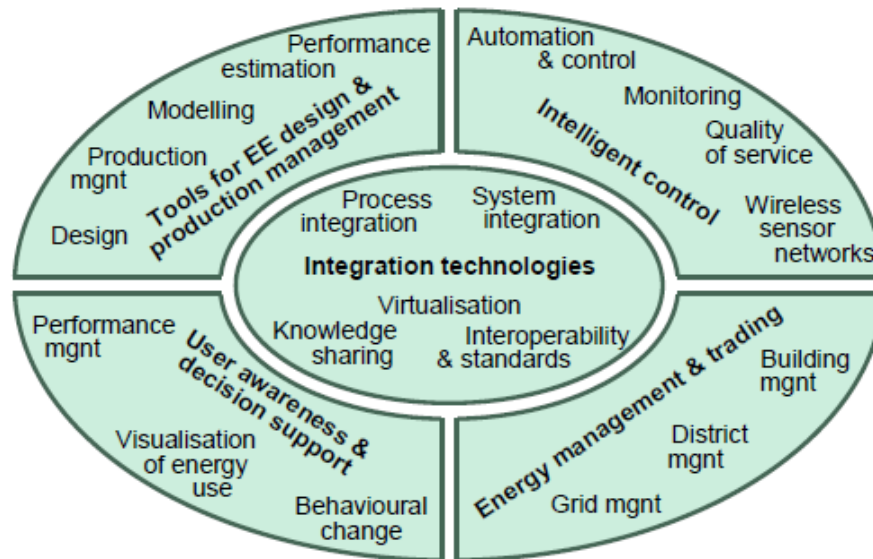 Performance
estimation
Modelling
Production
mgnt
Design
Tools for EE design &
production management
Automation
& control
Monitoring
Quality
of service
Wireless
sensor
networks
Intelligent control
Process
integration
System
integration
Integration technologies
Virtualisation
Knowledge
sharing
Interoperability
& standards
Performance
mgnt
User awareness &
decision support
Visualisation
of energy
use
Behavioural
change
Energy management & trading
Building
mgnt
District
mgnt
Grid mgnt